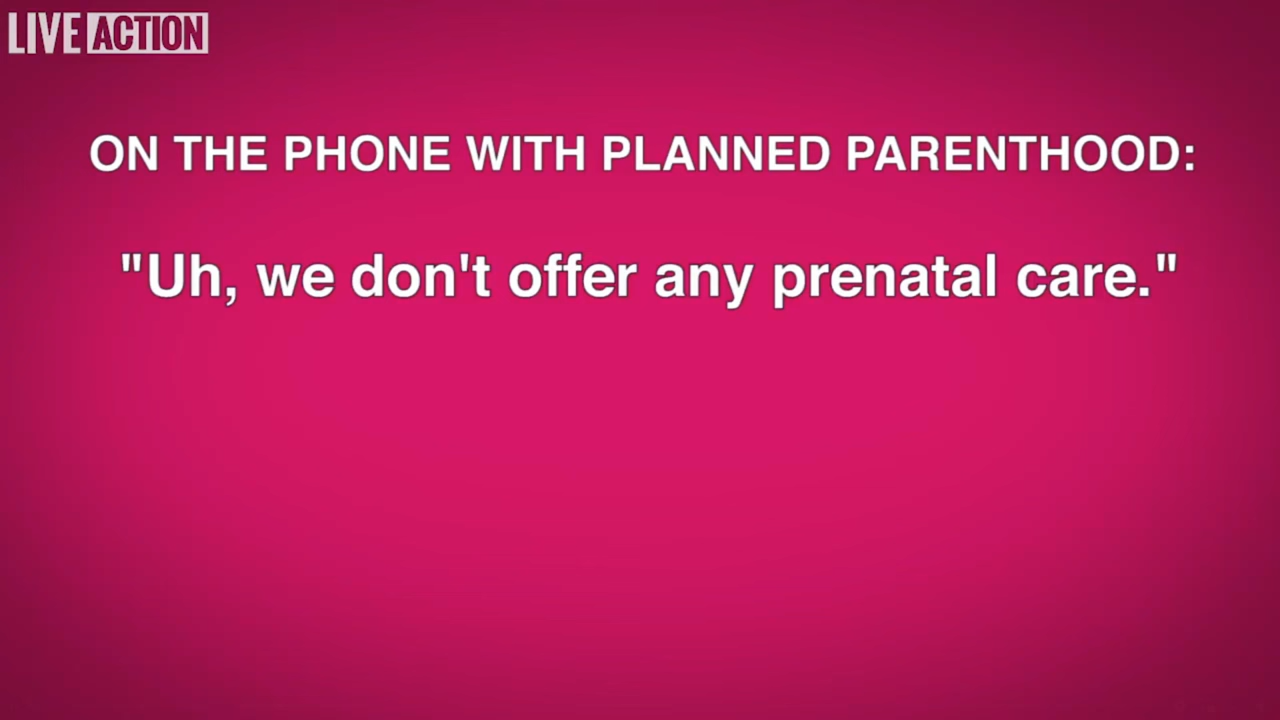 LIVE ACTION
ON THE PHONE WITH PLANNED PARENTHOOD:
"Uh, we don't offer any prenatal care."